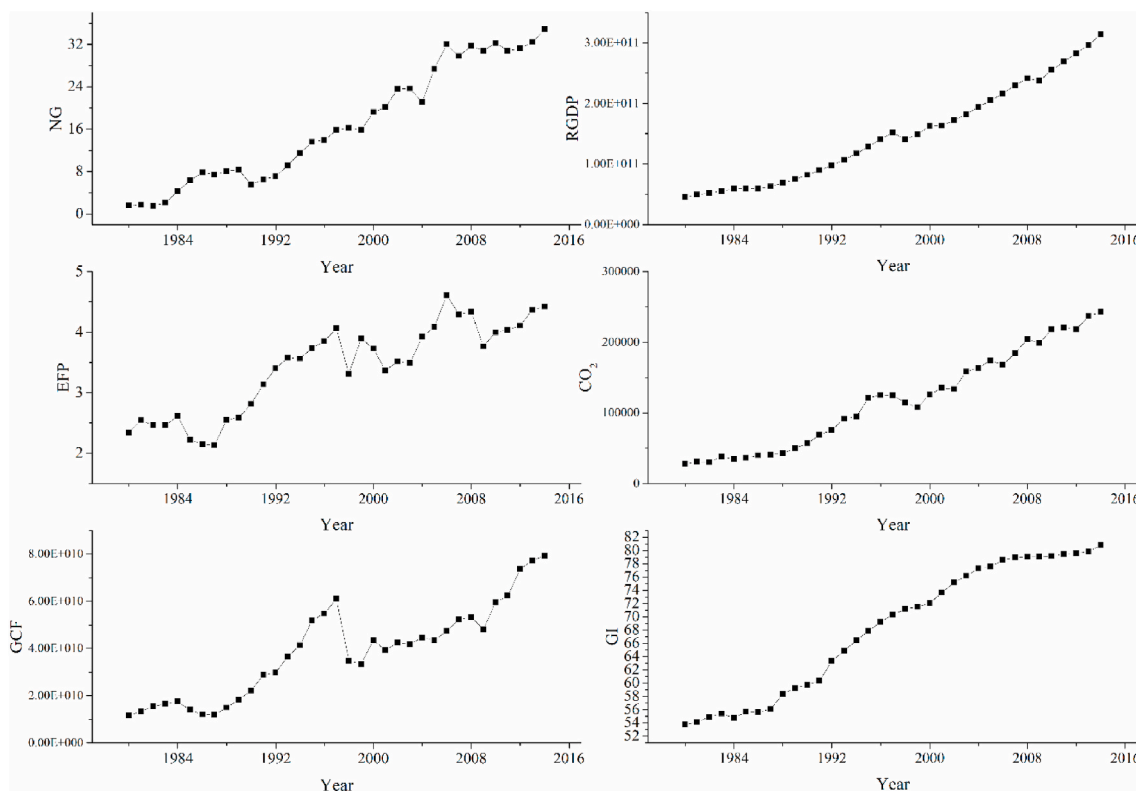 NG
32
24
16
8
0
1984 1992 2000 2008 2016
Year
RGDP
3.00E+011
2.00E+011
1.00E+011
0.00E+000
1984 1992 2000 2008 2016
Year
EFP
5
4
3
2
1984 1992 2000 2008 2016
Year
CO₂
300000
200000
100000
0
1984 1992 2000 2008 2016
Year
GCF
8.00E+010
6.00E+010
4.00E+010
2.00E+010
0.00E+000
1984 1992 2000 2008 2016
Year
GI
82
80
78
76
74
72
70
68
66
64
62
60
58
56
54
52
1984 1992 2000 2008 2016
Year